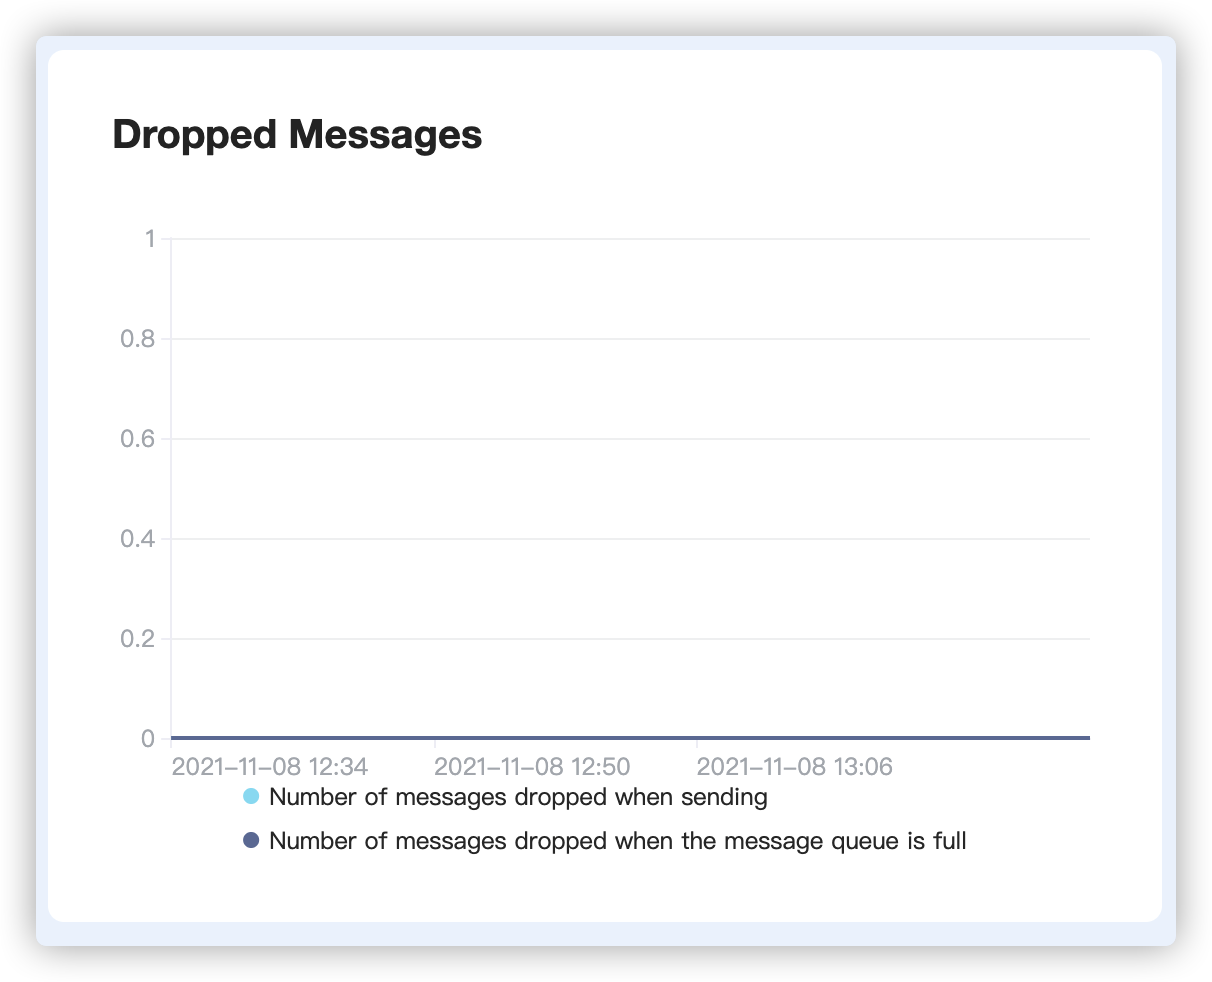 Dropped Messages
1
0.8
0.6
0.4
0.2
0
2021-11-08 12:34 2021-11-08 12:50 2021-11-08 13:06
Number of messages dropped when sending
Number of messages dropped when the message queue is full